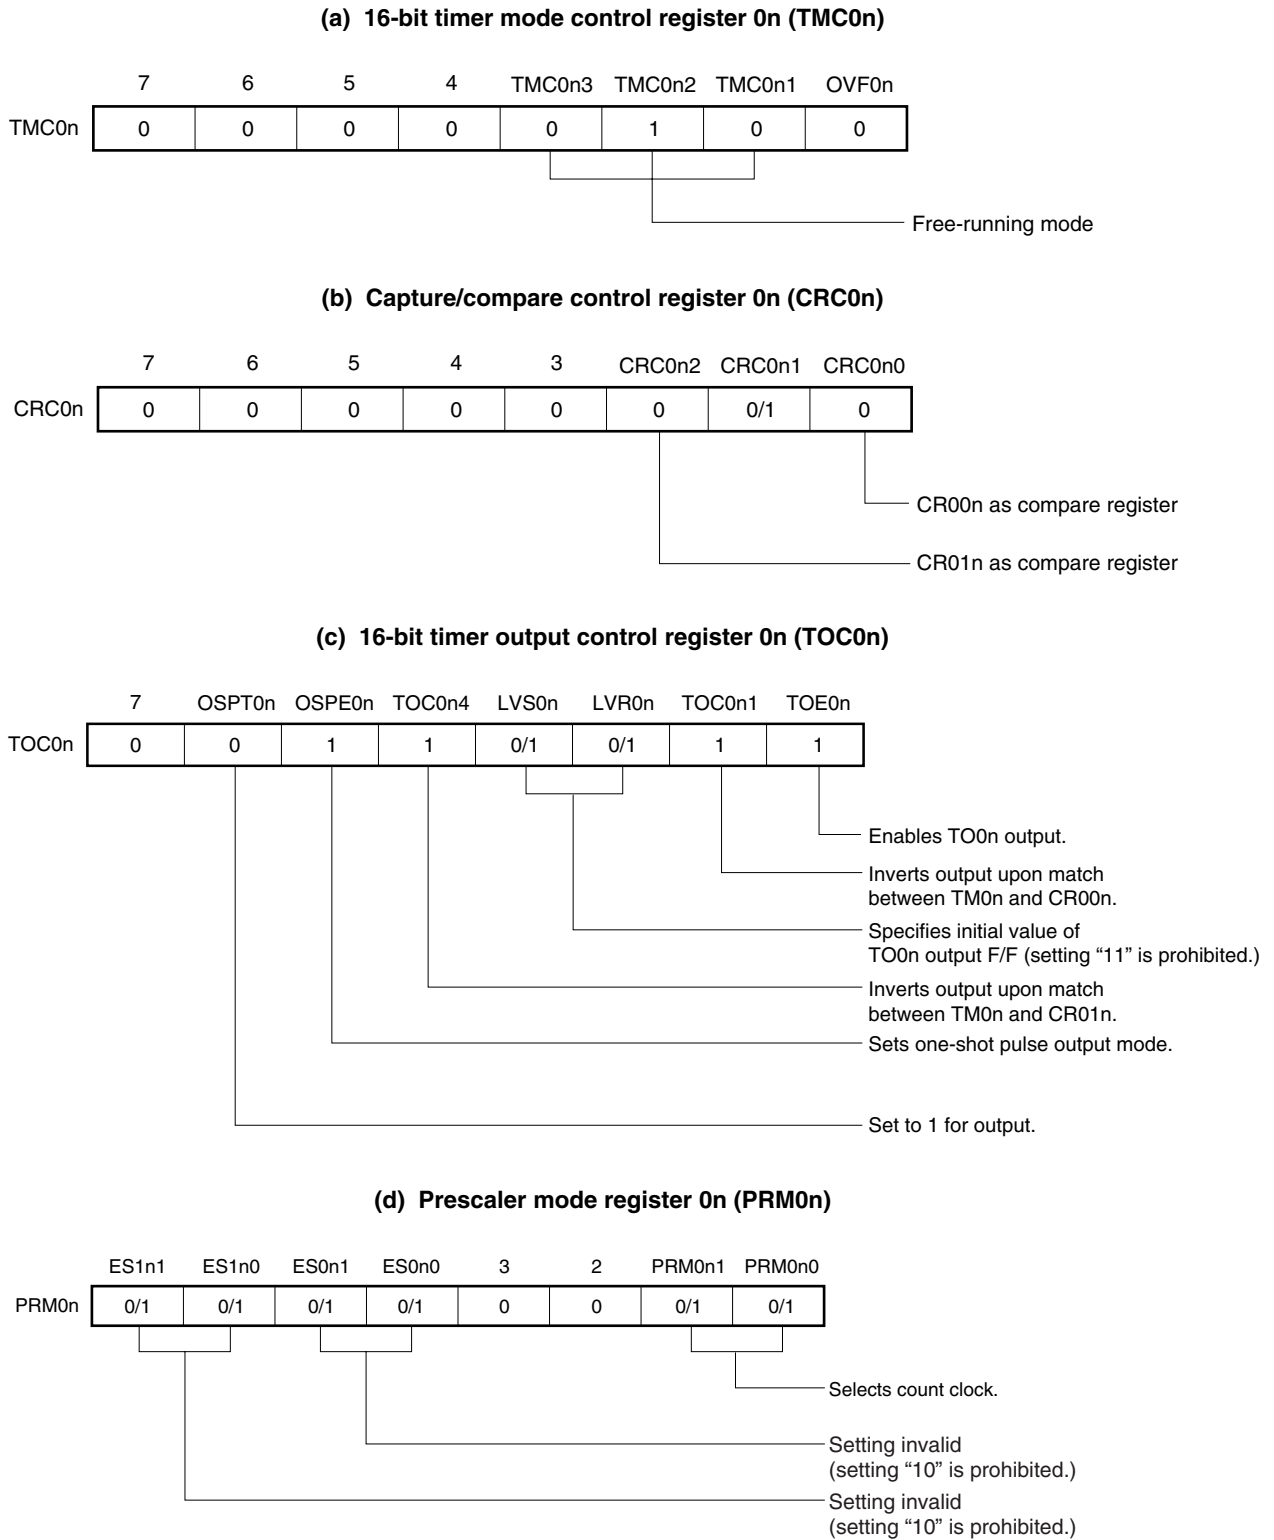 (a) 16-bit timer mode control register 0n (TMC0n)
7 6 5 4 TMC0n3 TMC0n2 TMC0n1 OVF0n
TMC0n 0 0 0 0 0 1 0 0
Free-running mode
(b) Capture/compare control register 0n (CRC0n)
7 6 5 4 3 CRC0n2 CRC0n1 CRC0n0
CRC0n 0 0 0 0 0 0 0/1 0
CR00n as compare register
CR01n as compare register
(c) 16-bit timer output control register 0n (TOC0n)
7 OSPT0n OSPE0n TOC0n4 LVS0n LVR0n TOC0n1 TOE0n
TOC0n 0 0 1 1 0/1 0/1 1 1
Enables TO0n output.
Inverts output upon match
between TM0n and CR00n.
Specifies initial value of
TO0n output F/F (setting “11” is prohibited.)
Inverts output upon match
between TM0n and CR01n.
Sets one-shot pulse output mode.
Set to 1 for output.
(d) Prescaler mode register 0n (PRM0n)
ES1n1 ES1n0 ES0n1 ES0n0 3 2 PRM0n1 PRM0n0
PRM0n 0/1 0/1 0/1 0/1 0 0 0/1 0/1
Selects count clock.
Setting invalid
(setting “10” is prohibited.)
Setting invalid
(setting “10” is prohibited.)